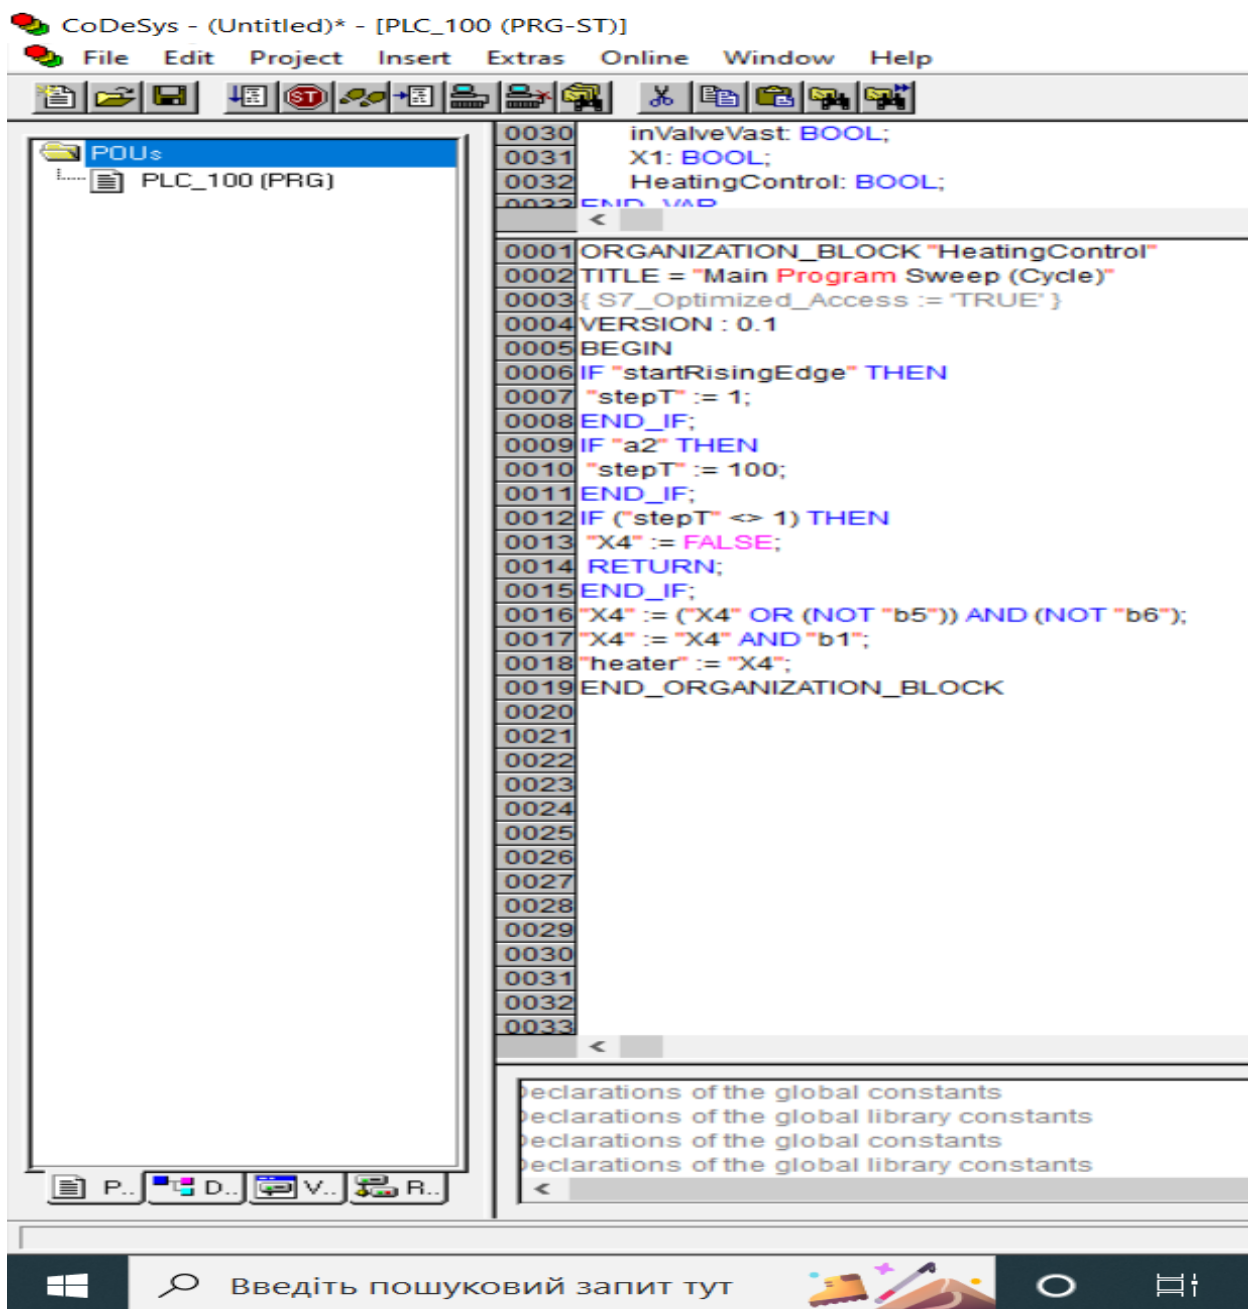 CoDeSys - (Untitled)* - [PLC_100 (PRG-ST)]
File Edit Project Insert Extras Online Window Help
POUs
PLC_100 (PRG)
0030 inValveVast: BOOL;
0031 X1: BOOL;
0032 HeatingControl: BOOL;
0033 END_VAR
0001 ORGANIZATION_BLOCK "HeatingControl"
0002 TITLE = "Main Program Sweep (Cycle)"
0003 { S7_Optimized_Access := 'TRUE' }
0004 VERSION : 0.1
0005 BEGIN
0006 IF "startRisingEdge" THEN
0007 "stepT" := 1;
0008 END_IF;
0009 IF "a2" THEN
0010 "stepT" := 100;
0011 END_IF;
0012 IF ("stepT" <> 1) THEN
0013 "X4" := FALSE;
0014 RETURN;
0015 END_IF;
0016 "X4" := ("X4" OR (NOT "b5")) AND (NOT "b6");
0017 "X4" := "X4" AND "b1";
0018 "heater" := "X4";
0019 END_ORGANIZATION_BLOCK
0020
0021
0022
0023
0024
0025
0026
0027
0028
0029
0030
0031
0032
0033
Declarations of the global constants
Declarations of the global library constants
Declarations of the global constants
Declarations of the global library constants
P.. D.. V.. R..
Введіть пошуковий запит тут